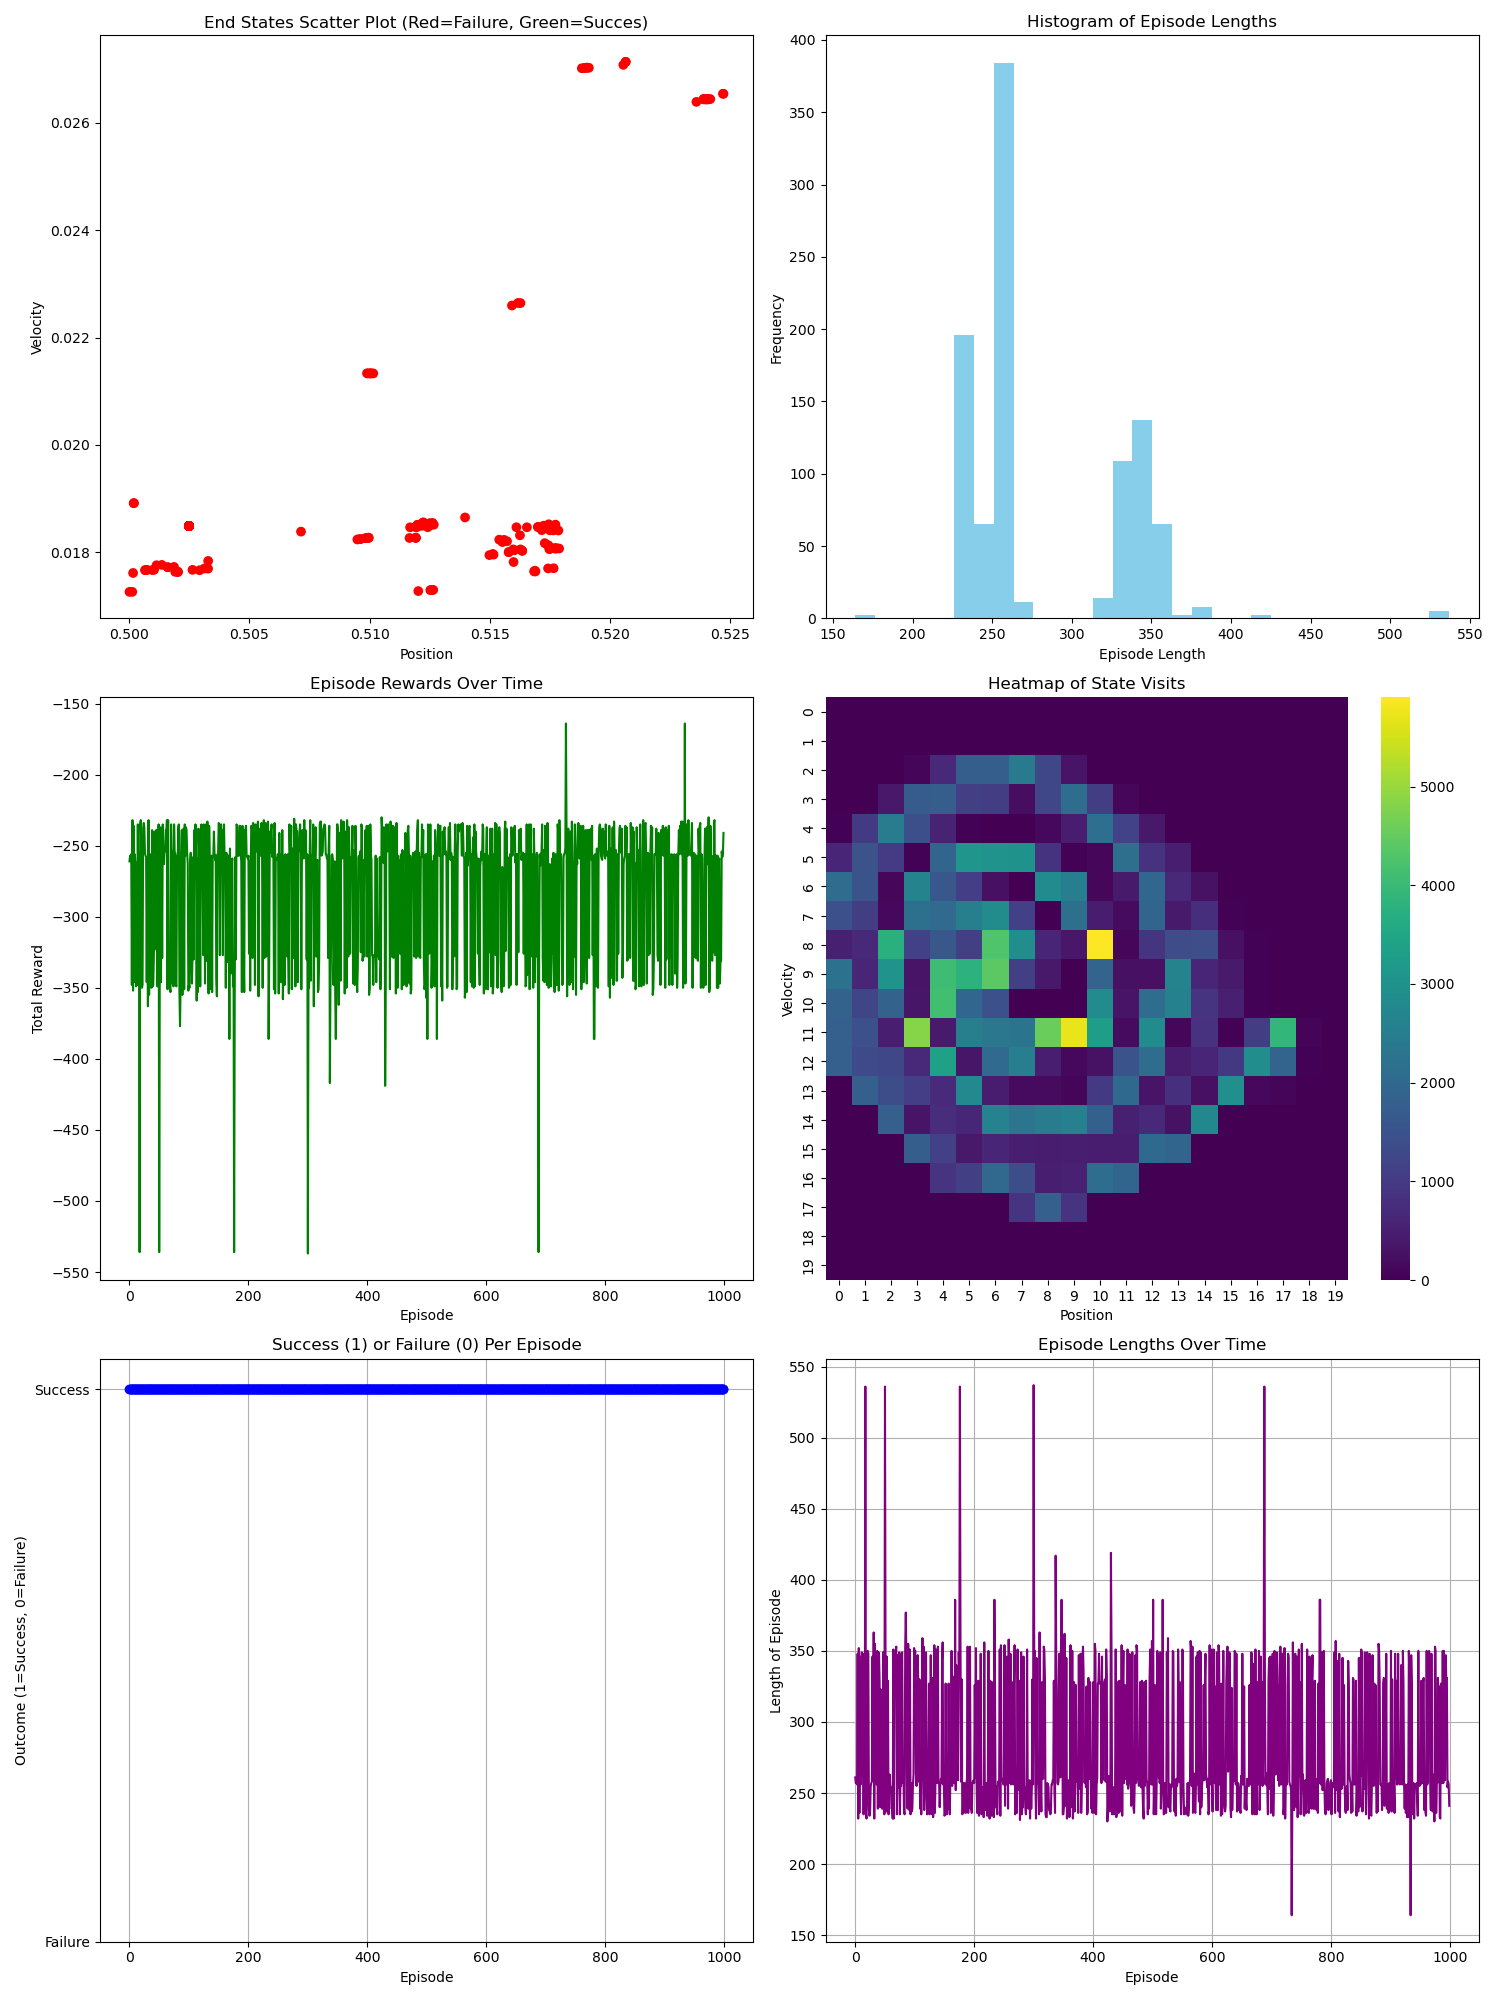 End States Scatter Plot (Red=Failure, Green=Succes)
0.026
0.024
0.022
0.020
0.018
Velocity
0.500 0.505 0.510 0.515 0.520 0.525
Position
Histogram of Episode Lengths
400
350
300
250
200
150
100
50
0
Frequency
150 200 250 300 350 400 450 500 550
Episode Length
Episode Rewards Over Time
−150
−200
−250
−300
−350
−400
−450
−500
−550
Total Reward
0 200 400 600 800 1000
Episode
Heatmap of State Visits
0
1
2
3
4
5
6
7
8
9
10
11
12
13
14
15
16
17
18
19
Velocity
0 1 2 3 4 5 6 7 8 9 10 11 12 13 14 15 16 17 18 19
Position
5000
4000
3000
2000
1000
0
Success (1) or Failure (0) Per Episode
Success
Failure
Outcome (1=Success, 0=Failure)
0 200 400 600 800 1000
Episode
Episode Lengths Over Time
550
500
450
400
350
300
250
200
150
Length of Episode
0 200 400 600 800 1000
Episode